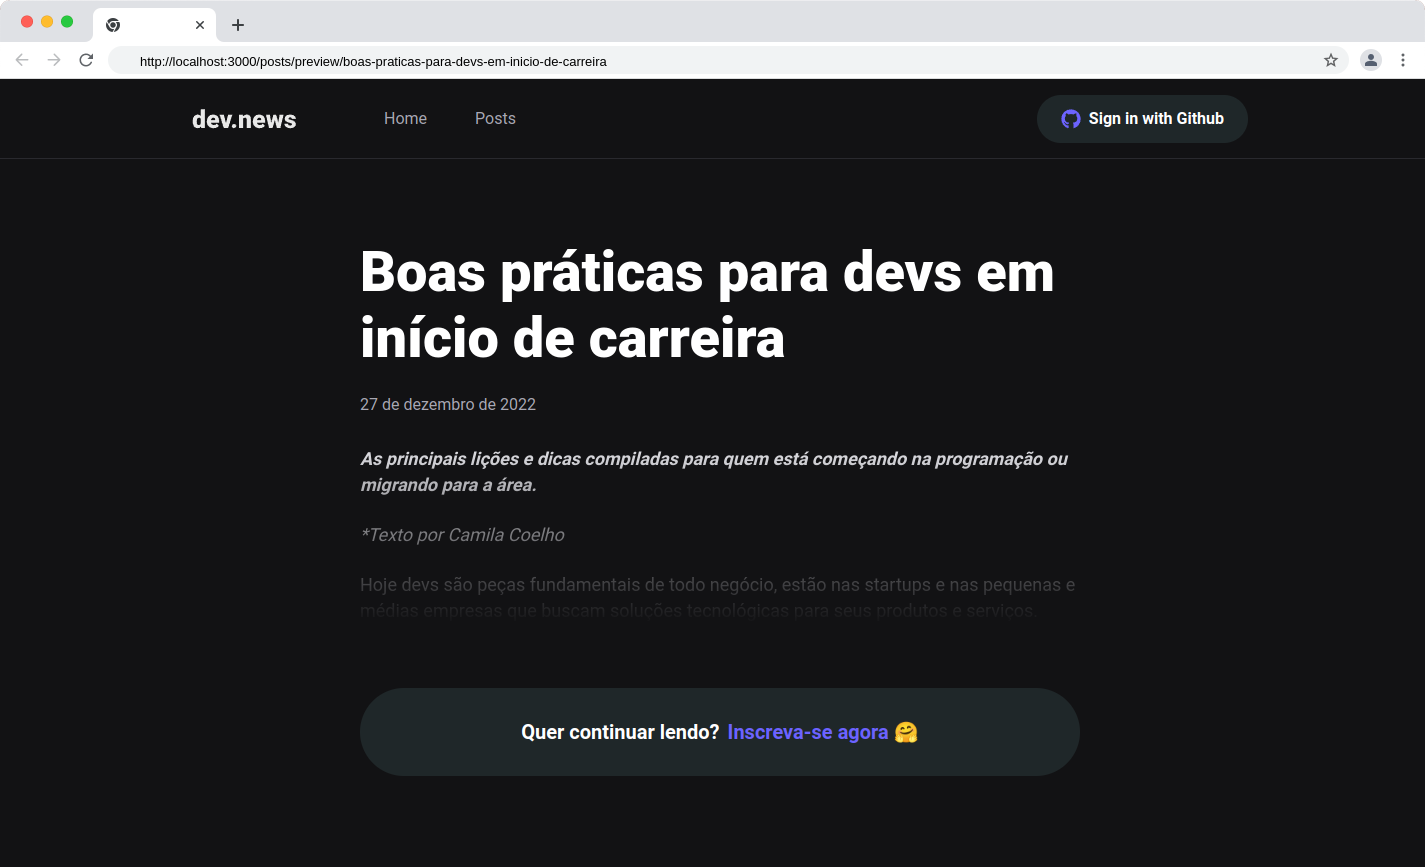 http://localhost:3000/posts/preview/boas-praticas-para-devs-em-inicio-de-carreira
dev.news
Home
Posts
Sign in with Github
Boas práticas para devs em
início de carreira
27 de dezembro de 2022
As principais lições e dicas compiladas para quem está começando na programação ou
migrando para a área.
*Texto por Camila Coelho
Hoje devs são peças fundamentais de todo negócio, estão nas startups e nas pequenas e
médias empresas que buscam soluções tecnológicas para seus produtos e serviços
Quer continuar lendo? Inscreva-se agora 🤗